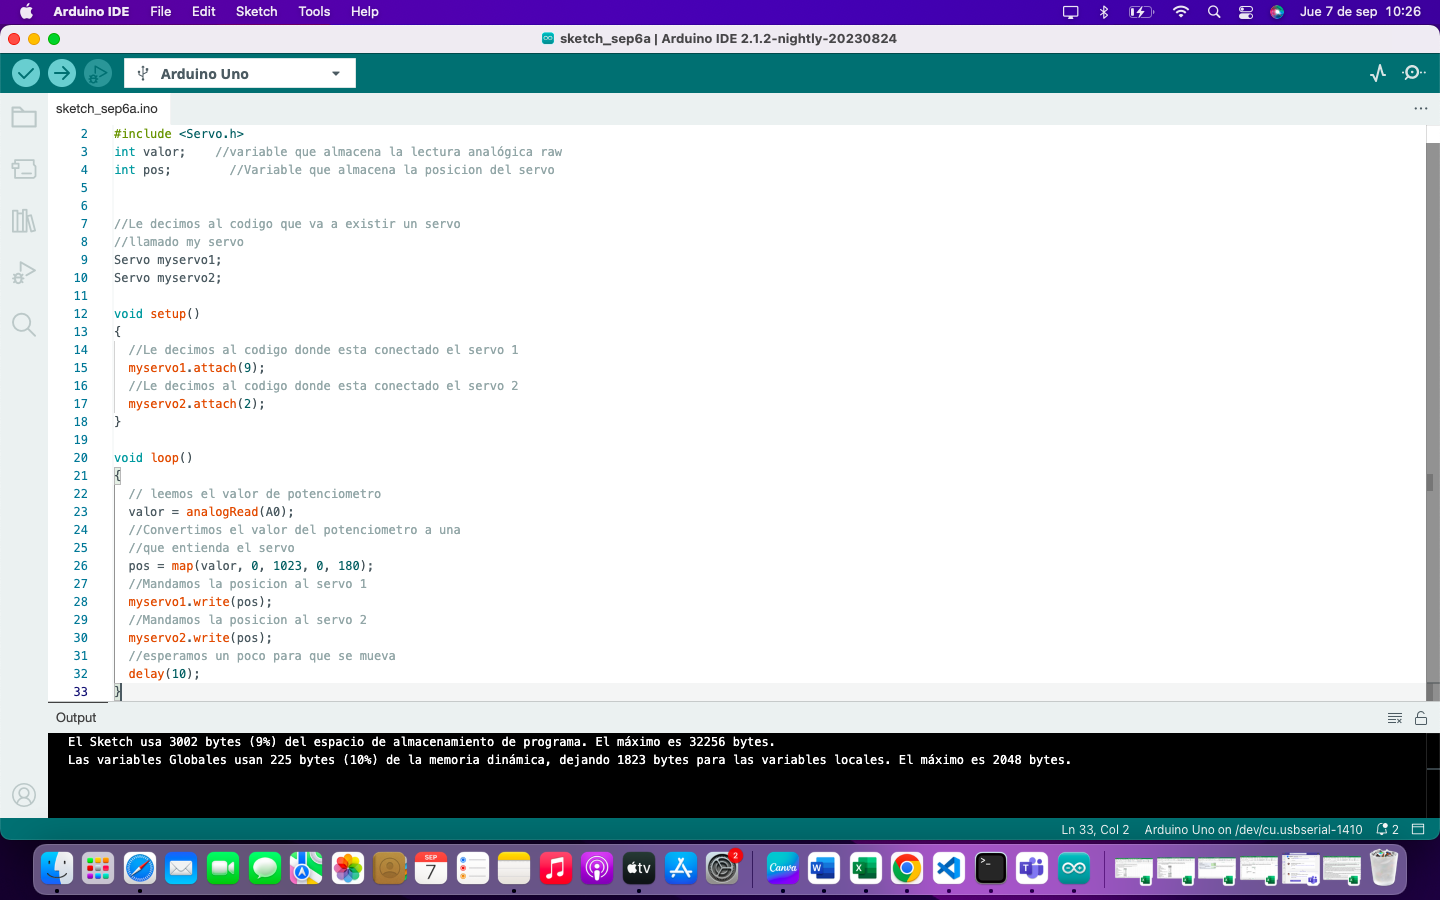 Arduino IDE File Edit Sketch Tools Help Jue 7 de sep 10:26
sketch_sep6a | Arduino IDE 2.1.2-nightly-20230824
Arduino Uno
sketch_sep6a.ino
2 #include <Servo.h>
3 int valor; //variable que almacena la lectura analógica raw
4 int pos; //Variable que almacena la posicion del servo
5
6
7 //Le decimos al codigo que va a existir un servo
8 //llamado my servo
9 Servo myservo1;
10 Servo myservo2;
11
12 void setup()
13 {
14 //Le decimos al codigo donde esta conectado el servo 1
15 myservo1.attach(9);
16 //Le decimos al codigo donde esta conectado el servo 2
17 myservo2.attach(2);
18 }
19
20 void loop()
21 {
22 // leemos el valor de potenciometro
23 valor = analogRead(A0);
24 //Convertimos el valor del potenciometro a una
25 //que entienda el servo
26 pos = map(valor, 0, 1023, 0, 180);
27 //Mandamos la posicion al servo 1
28 myservo1.write(pos);
29 //Mandamos la posicion al servo 2
30 myservo2.write(pos);
31 //esperamos un poco para que se mueva
32 delay(10);
33 }
Output
El Sketch usa 3002 bytes (9%) del espacio de almacenamiento de programa. El máximo es 32256 bytes.
Las variables Globales usan 225 bytes (10%) de la memoria dinámica, dejando 1823 bytes para las variables locales. El máximo es 2048 bytes.
Ln 33, Col 2 Arduino Uno on /dev/cu.usbserial-1410 2
SEP
7
tv
2
Canva